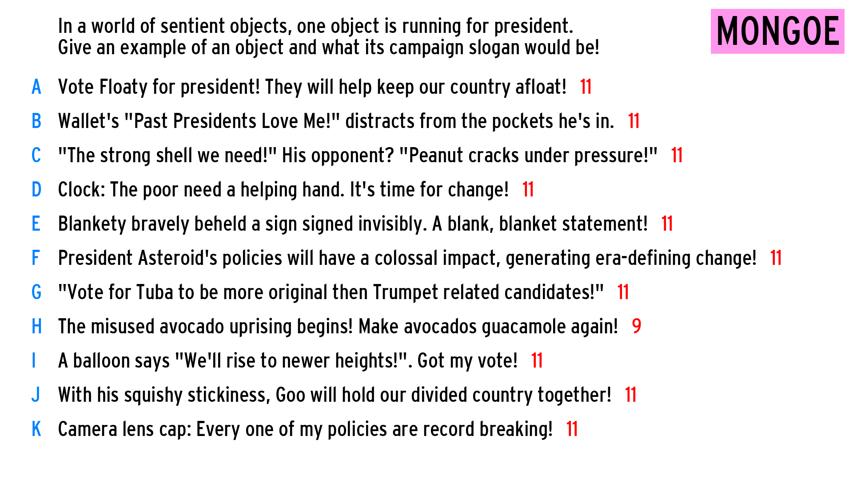 In a world of sentient objects, one object is running for president.
Give an example of an object and what its campaign slogan would be!
MONGOE
A Vote Floaty for president! They will help keep our country afloat! 11
B Wallet's "Past Presidents Love Me!" distracts from the pockets he's in. 11
C "The strong shell we need!" His opponent? "Peanut cracks under pressure!" 11
D Clock: The poor need a helping hand. It's time for change! 11
E Blankety bravely beheld a sign signed invisibly. A blank, blanket statement! 11
F President Asteroid's policies will have a colossal impact, generating era-defining change! 11
G "Vote for Tuba to be more original then Trumpet related candidates!" 11
H The misused avocado uprising begins! Make avocados guacamole again! 9
I A balloon says "We'll rise to newer heights!". Got my vote! 11
J With his squishy stickiness, Goo will hold our divided country together! 11
K Camera lens cap: Every one of my policies are record breaking! 11